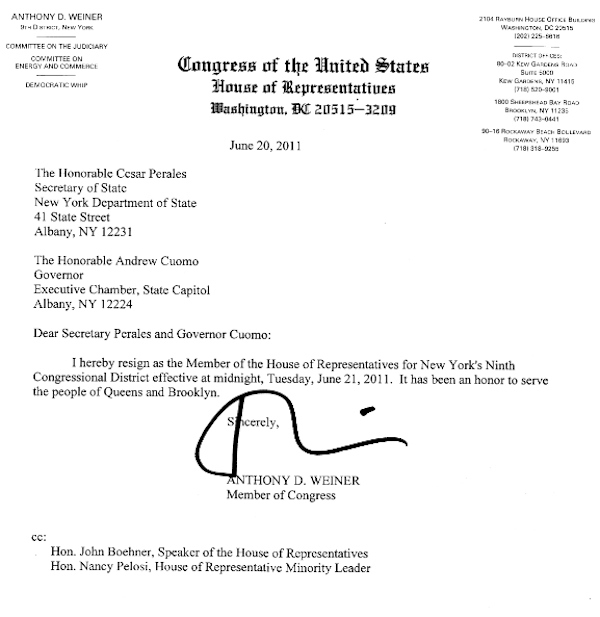 ANTHONY D. WEINER
9TH DISTRICT, NEW YORK
COMMITTEE ON THE JUDICIARY
COMMITTEE ON
ENERGY AND COMMERCE
DEMOCRATIC WHIP
Congress of the United States
House of Representatives
Washington, DC 20515–3209
2104 RAYBURN HOUSE OFFICE BUILDING
WASHINGTON, DC 20515
(202) 225–6616
DISTRICT OFFICES:
80–02 KEW GARDENS ROAD
SUITE 5000
KEW GARDENS, NY 11415
(718) 520–9001
1800 SHEEPSHEAD BAY ROAD
BROOKLYN, NY 11235
(718) 743–0441
90–16 ROCKAWAY BEACH BOULEVARD
ROCKAWAY, NY 11693
(718) 318–9255
June 20, 2011
The Honorable Cesar Perales
Secretary of State
New York Department of State
41 State Street
Albany, NY 12231
The Honorable Andrew Cuomo
Governor
Executive Chamber, State Capitol
Albany, NY 12224
Dear Secretary Perales and Governor Cuomo:
I hereby resign as the Member of the House of Representatives for New York's Ninth
Congressional District effective at midnight, Tuesday, June 21, 2011. It has been an honor to serve
the people of Queens and Brooklyn.
Sincerely,
ANTHONY D. WEINER
Member of Congress
cc:
Hon. John Boehner, Speaker of the House of Representatives
Hon. Nancy Pelosi, House of Representative Minority Leader